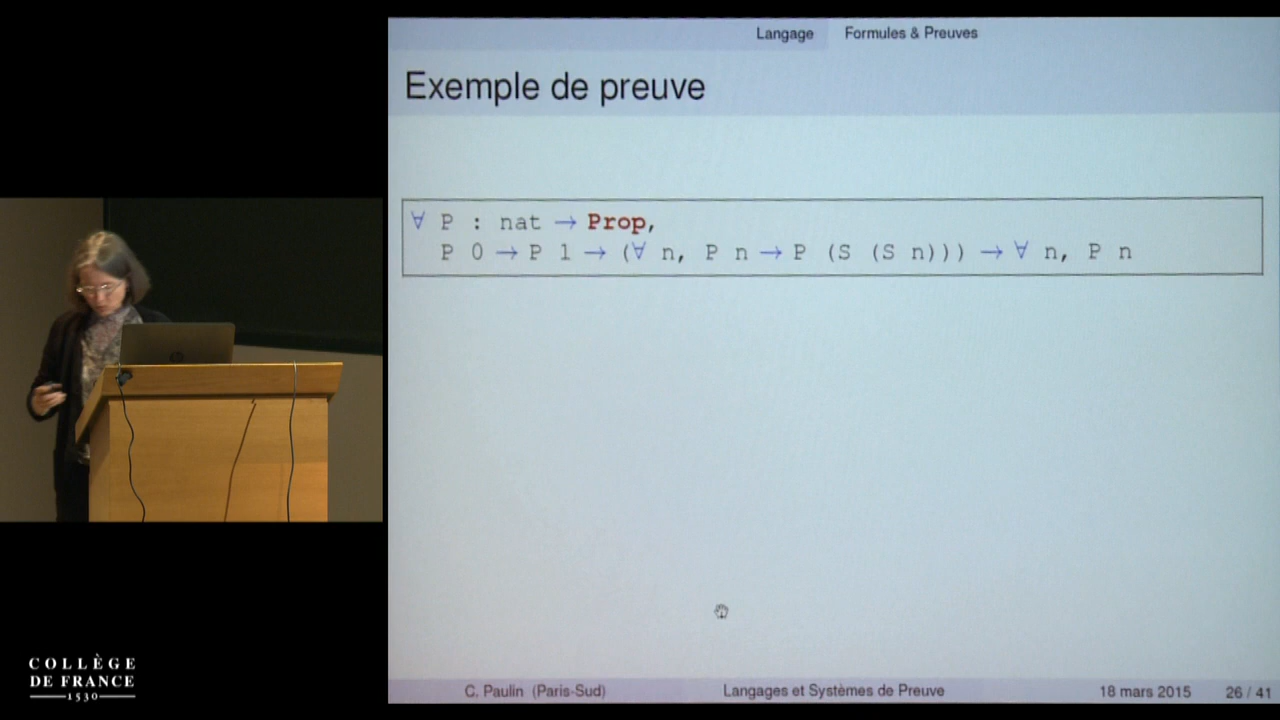 Langage Formules & Preuves
Exemple de preuve
∀ P : nat → Prop,
P 0 → P 1 → (∀ n, P n → P (S (S n))) → ∀ n, P n
COLLÈGE
DE FRANCE
1530
C. Paulin (Paris-Sud) Langages et Systèmes de Preuve 18 mars 2015 26 / 41